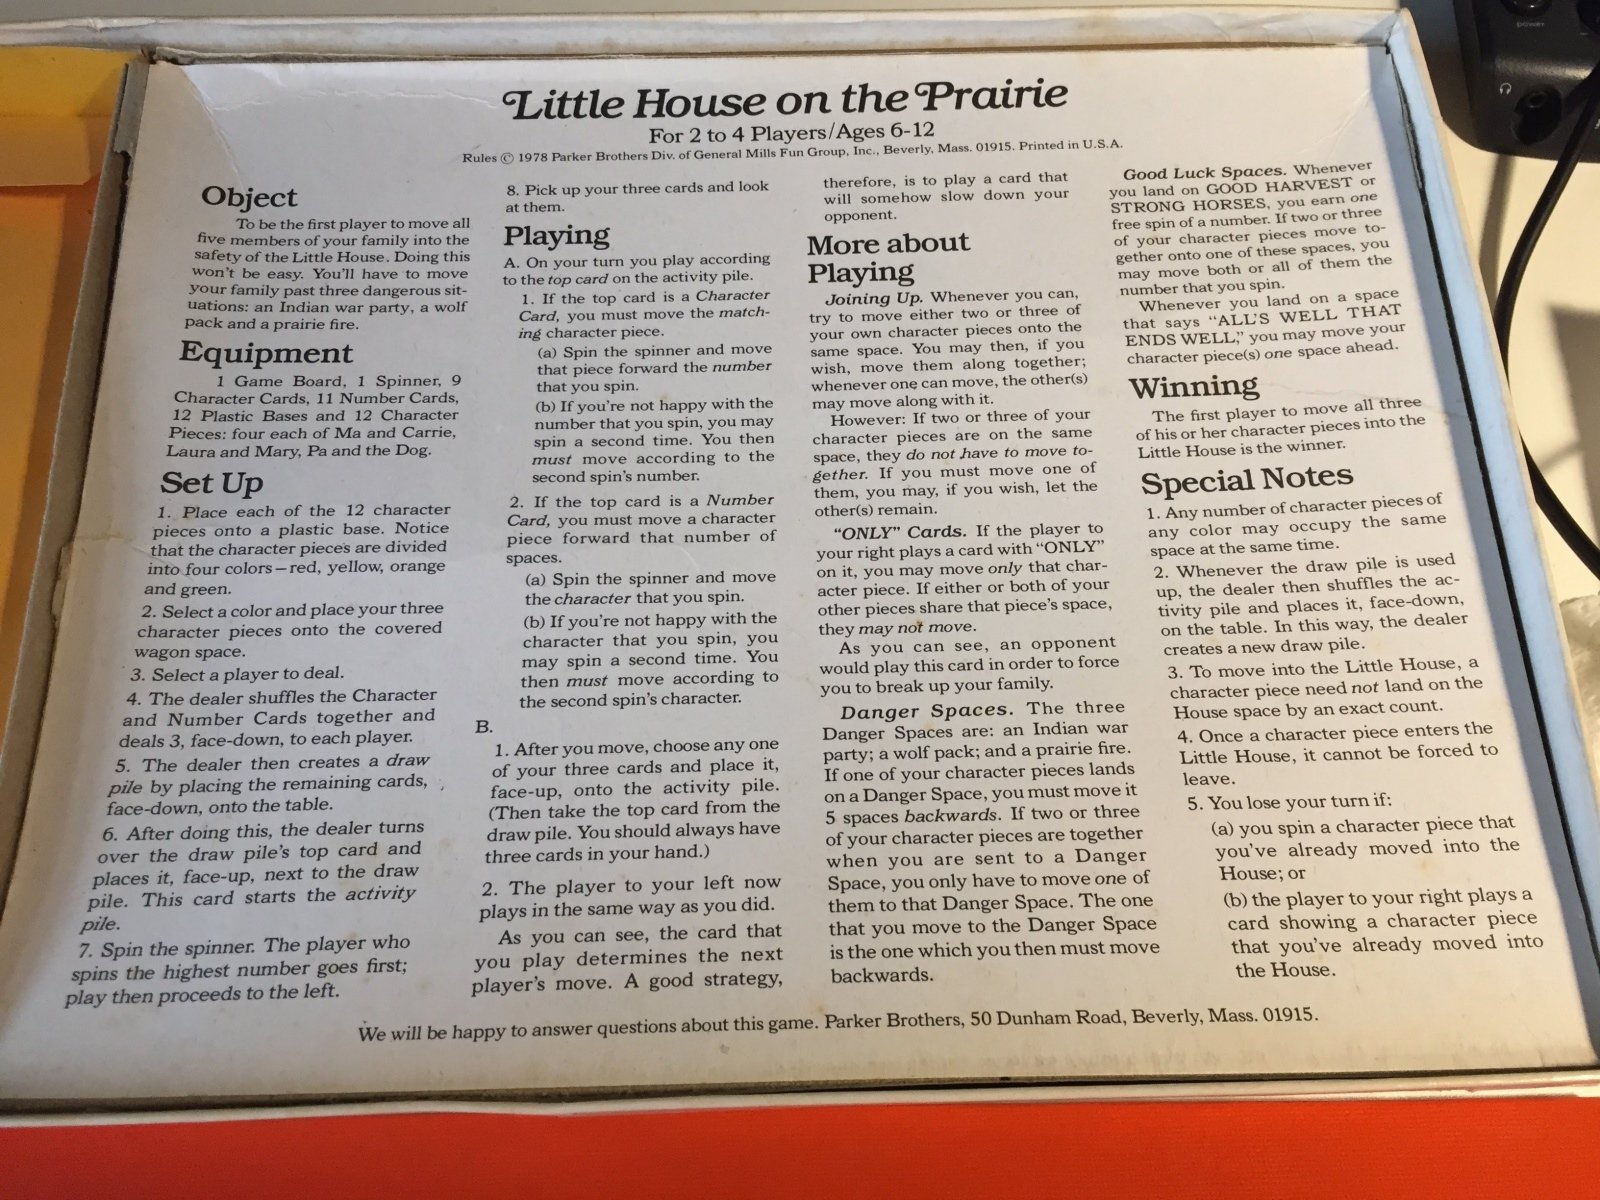 Little House on the Prairie
For 2 to 4 Players/Ages 6-12
Rules © 1978 Parker Brothers Div. of General Mills Fun Group, Inc., Beverly, Mass. 01915. Printed in U.S.A.
Object
To be the first player to move all
five members of your family into the
safety of the Little House. Doing this
won't be easy. You'll have to move
your family past three dangerous sit-
uations: an Indian war party, a wolf
pack and a prairie fire.
Equipment
1 Game Board, 1 Spinner, 9
Character Cards, 11 Number Cards,
12 Plastic Bases and 12 Character
Pieces: four each of Ma and Carrie,
Laura and Mary, Pa and the Dog.
Set Up
1. Place each of the 12 character
pieces onto a plastic base. Notice
that the character pieces are divided
into four colors—red, yellow, orange
and green.
2. Select a color and place your three
character pieces onto the covered
wagon space.
3. Select a player to deal.
4. The dealer shuffles the Character
and Number Cards together and
deals 3, face-down, to each player.
5. The dealer then creates a draw
pile by placing the remaining cards,
face-down, onto the table.
6. After doing this, the dealer turns
over the draw pile's top card and
places it, face-up, next to the draw
pile. This card starts the activity
pile.
7. Spin the spinner. The player who
spins the highest number goes first;
play then proceeds to the left.
8. Pick up your three cards and look
at them.
Playing
A. On your turn you play according
to the top card on the activity pile.
1. If the top card is a Character
Card, you must move the match-
ing character piece.
(a) Spin the spinner and move
that piece forward the number
that you spin.
(b) If you're not happy with the
number that you spin, you may
spin a second time. You then
must move according to the
second spin's number.
2. If the top card is a Number
Card, you must move a character
piece forward that number of
spaces.
(a) Spin the spinner and move
the character that you spin.
(b) If you're not happy with the
character that you spin, you
may spin a second time. You
then must move according to
the second spin's character.
B.
1. After you move, choose any one
of your three cards and place it,
face-up, onto the activity pile.
(Then take the top card from the
draw pile. You should always have
three cards in your hand.)
2. The player to your left now
plays in the same way as you did.
As you can see, the card that
you play determines the next
player's move. A good strategy,
therefore, is to play a card that
will somehow slow down your
opponent.
More about
Playing
Joining Up. Whenever you can,
try to move either two or three of
your own character pieces onto the
same space. You may then, if you
wish, move them along together;
whenever one can move, the other(s)
may move along with it.
However: If two or three of your
character pieces are on the same
space, they do not have to move to-
gether. If you must move one of
them, you may, if you wish, let the
other(s) remain.
"ONLY" Cards. If the player to
your right plays a card with "ONLY"
on it, you may move only that char-
acter piece. If either or both of your
other pieces share that piece's space,
they may not move.
As you can see, an opponent
would play this card in order to force
you to break up your family.
Danger Spaces. The three
Danger Spaces are: an Indian war
party; a wolf pack; and a prairie fire.
If one of your character pieces lands
on a Danger Space, you must move it
5 spaces backwards. If two or three
of your character pieces are together
when you are sent to a Danger
Space, you only have to move one of
them to that Danger Space. The one
that you move to the Danger Space
is the one which you then must move
backwards.
Good Luck Spaces. Whenever
you land on GOOD HARVEST or
STRONG HORSES, you earn one
free spin of a number. If two or three
of your character pieces move to-
gether onto one of these spaces, you
may move both or all of them the
number that you spin.
Whenever you land on a space
that says "ALL'S WELL THAT
ENDS WELL," you may move your
character piece(s) one space ahead.
Winning
The first player to move all three
of his or her character pieces into the
Little House is the winner.
Special Notes
1. Any number of character pieces of
any color may occupy the same
space at the same time.
2. Whenever the draw pile is used
up, the dealer then shuffles the ac-
tivity pile and places it, face-down,
on the table. In this way, the dealer
creates a new draw pile.
3. To move into the Little House, a
character piece need not land on the
House space by an exact count.
4. Once a character piece enters the
Little House, it cannot be forced to
leave.
5. You lose your turn if:
(a) you spin a character piece that
you've already moved into the
House; or
(b) the player to your right plays a
card showing a character piece
that you've already moved into
the House.
We will be happy to answer questions about this game. Parker Brothers, 50 Dunham Road, Beverly, Mass. 01915.
power